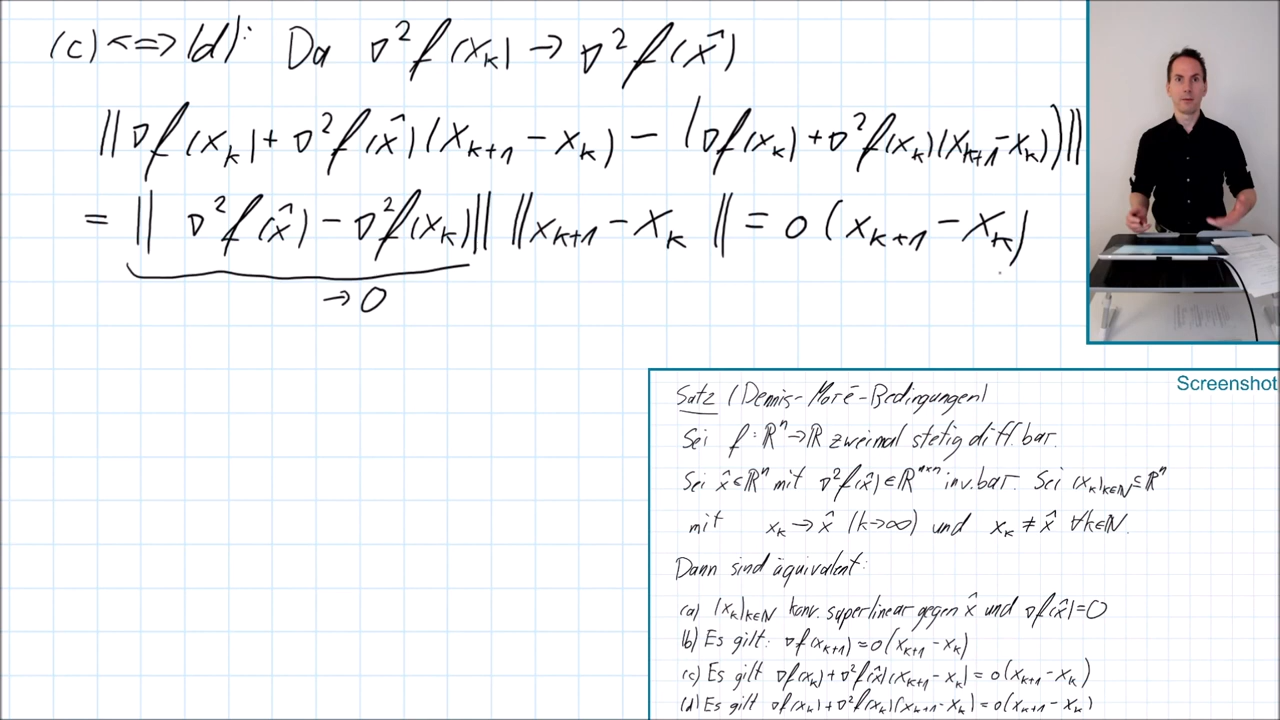 (c) <=> (d): Da ∇²f(x_k) → ∇²f(x̂)
||∇f(x_k) + ∇²f(x̂)(x_{k+1} - x_k) - (∇f(x_k) + ∇²f(x_k)(x_{k+1} - x_k))||
= || ∇²f(x̂) - ∇²f(x_k)|| ||x_{k+1} - x_k || = o(x_{k+1} - x_k)
→ 0
Screenshot
Satz (Dennis-Moré-Bedingungen)
Sei f: ℝⁿ → ℝ zweimal stetig diff.bar.
Sei x̂ ∈ ℝⁿ mit ∇²f(x̂) ∈ ℝⁿˣⁿ inv.bar. Sei (x_k)_{k∈ℕ} ⊆ ℝⁿ
mit x_k → x̂ (k→∞) und x_k ≠ x̂ ∀k∈ℕ.
Dann sind äquivalent:
(a) (x_k)_{k∈ℕ} konv. superlinear gegen x̂ und ∇f(x̂) = 0
(b) Es gilt: ∇f(x_{k+1}) = o(x_{k+1} - x_k)
(c) Es gilt ∇f(x_k) + ∇²f(x̂)(x_{k+1} - x_k) = o(x_{k+1} - x_k)
(d) Es gilt ∇f(x_k) + ∇²f(x_k)(x_{k+1} - x_k) = o(x_{k+1} - x_k)